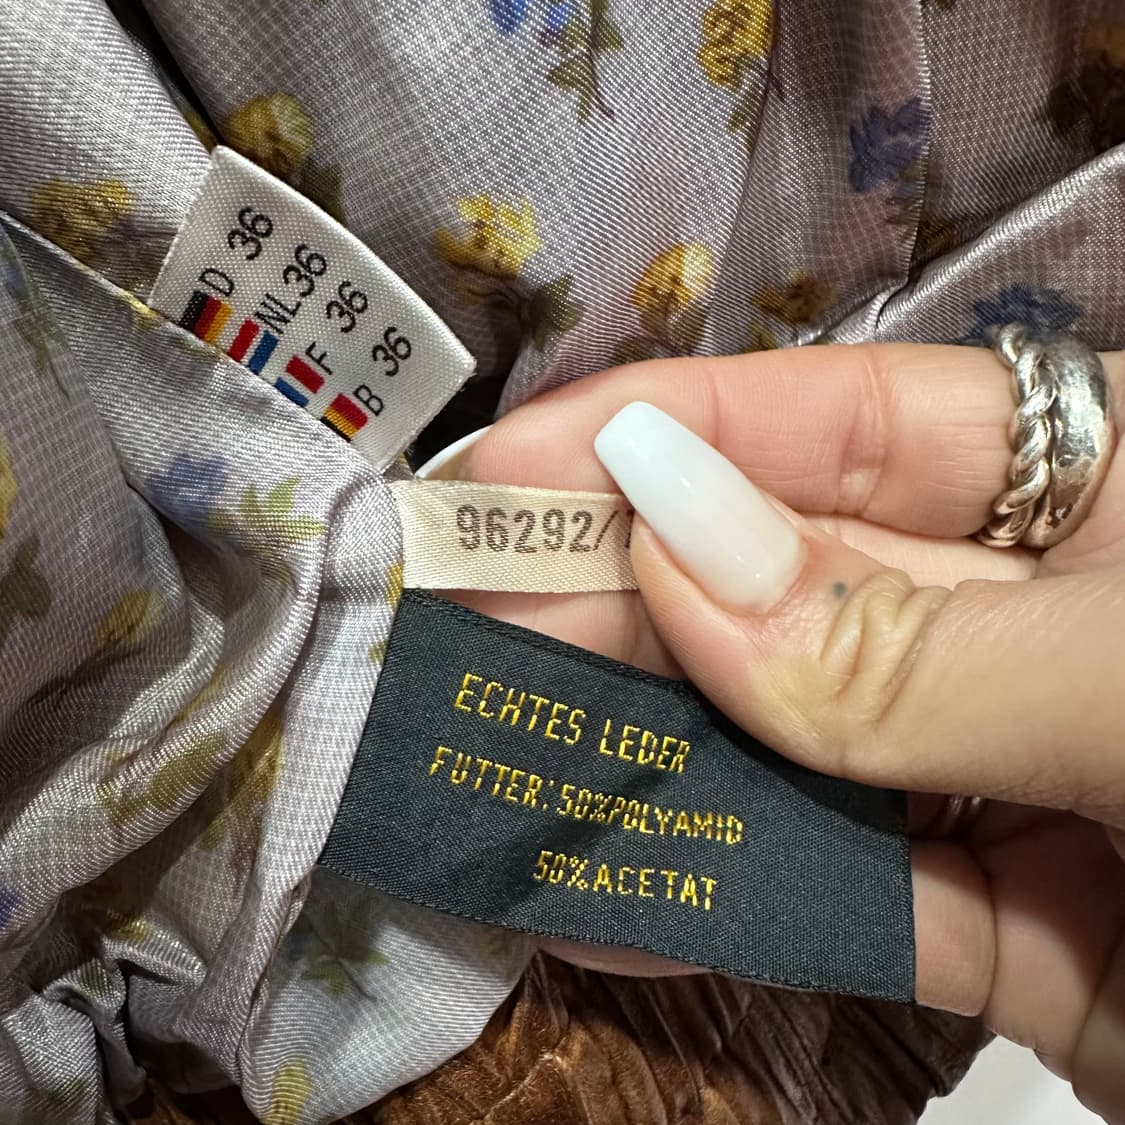 D 36
NL 36
F 36
B 36
96292/
ECHTES LEDER
FUTTER: 50%POLYAMID
50%ACETAT